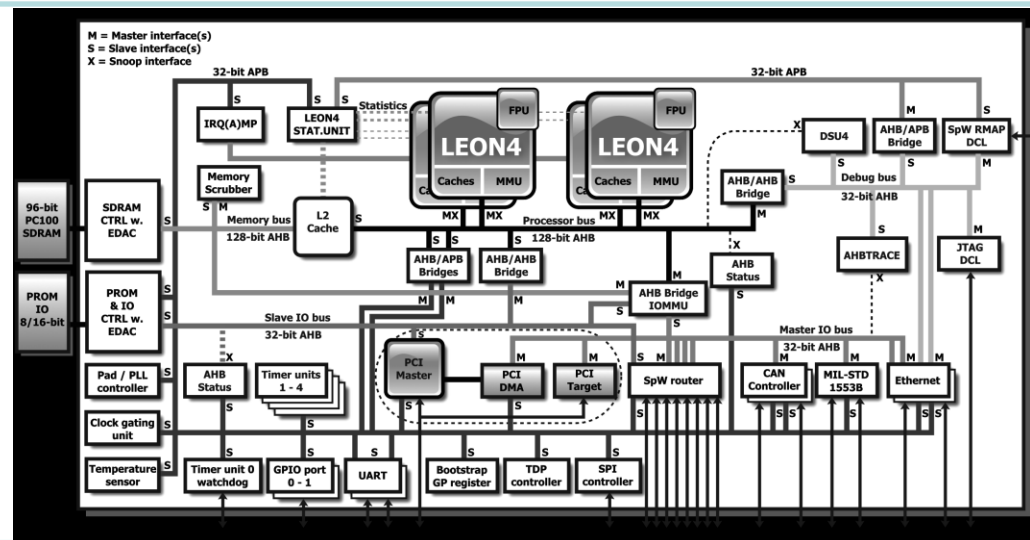 M = Master interface(s)
S = Slave interface(s)
X = Snoop interface
32-bit APB
32-bit APB
S
S
S
Statistics
IRQ(A)MP
LEON4
STAT.UNIT
FPU
LEON4
Caches
MMU
Ca
MX
FPU
LEON4
Caches
MMU
Ca
MX
X
DSU4
S
M
AHB/APB
Bridge
S
S
SpW RMAP
DCL
M
Memory
Scrubber
S
M
AHB/AHB
Bridge
S
M
Debug bus
32-bit AHB
96-bit
PC100
SDRAM
SDRAM
CTRL w.
EDAC
S
Memory bus
128-bit AHB
L2
Cache
S
Processor bus
128-bit AHB
S
S
AHB/APB
Bridges
M
M
S
AHB/AHB
Bridge
M
M
AHB Bridge
IOMMU
M
S
S
X
AHB
Status
S
S
AHBTRACE
X
M
JTAG
DCL
PROM
IO
8/16-bit
PROM
& IO
CTRL w.
EDAC
S
S
Slave IO bus
32-bit AHB
Master IO bus
32-bit AHB
Pad / PLL
controller
S
X
AHB
Status
S
Timer units
1 - 4
S
S
PCI
Master
S
M
PCI
DMA
S
M
PCI
Target
S
M
SpW router
S
M
CAN
Controller
S
S
M
MIL-STD
1553B
S
M
M
Ethernet
S
S
Clock gating
unit
S
Temperature
sensor
S
S
Timer unit 0
watchdog
S
GPIO port
0 - 1
S
S
UART
S
Bootstrap
GP register
S
TDP
controller
S
SPI
controller